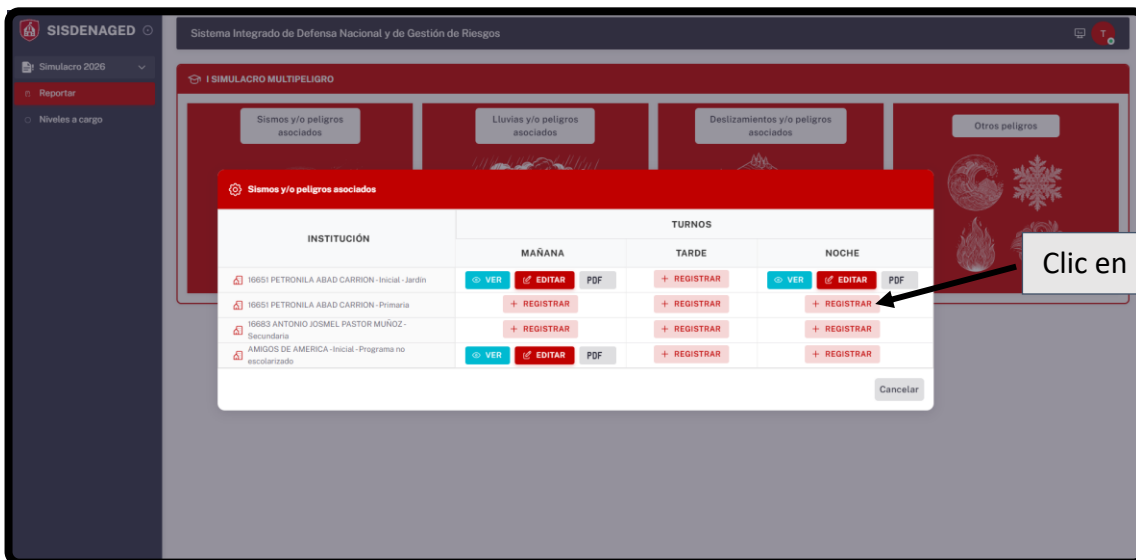 SISDENAGED
Sistema Integrado de Defensa Nacional y de Gestión de Riesgos
T
Simulacro 2026
Reportar
Niveles a cargo
I SIMULACRO MULTIPELIGRO
Sismos y/o peligros
asociados
Lluvias y/o peligros
asociados
Deslizamientos y/o peligros
asociados
Otros peligros
Sismos y/o peligros asociados
INSTITUCIÓN
TURNOS
MAÑANA TARDE NOCHE
16651 PETRONILA ABAD CARRION - Inicial - Jardín VER EDITAR PDF + REGISTRAR VER EDITAR PDF
16651 PETRONILA ABAD CARRION - Primaria + REGISTRAR + REGISTRAR
16683 ANTONIO JOSMEL PASTOR MUÑOZ -
Secundaria + REGISTRAR + REGISTRAR + REGISTRAR
AMIGOS DE AMERICA - Inicial - Programa no
escolarizado VER EDITAR PDF + REGISTRAR + REGISTRAR
Cancelar
Clic en